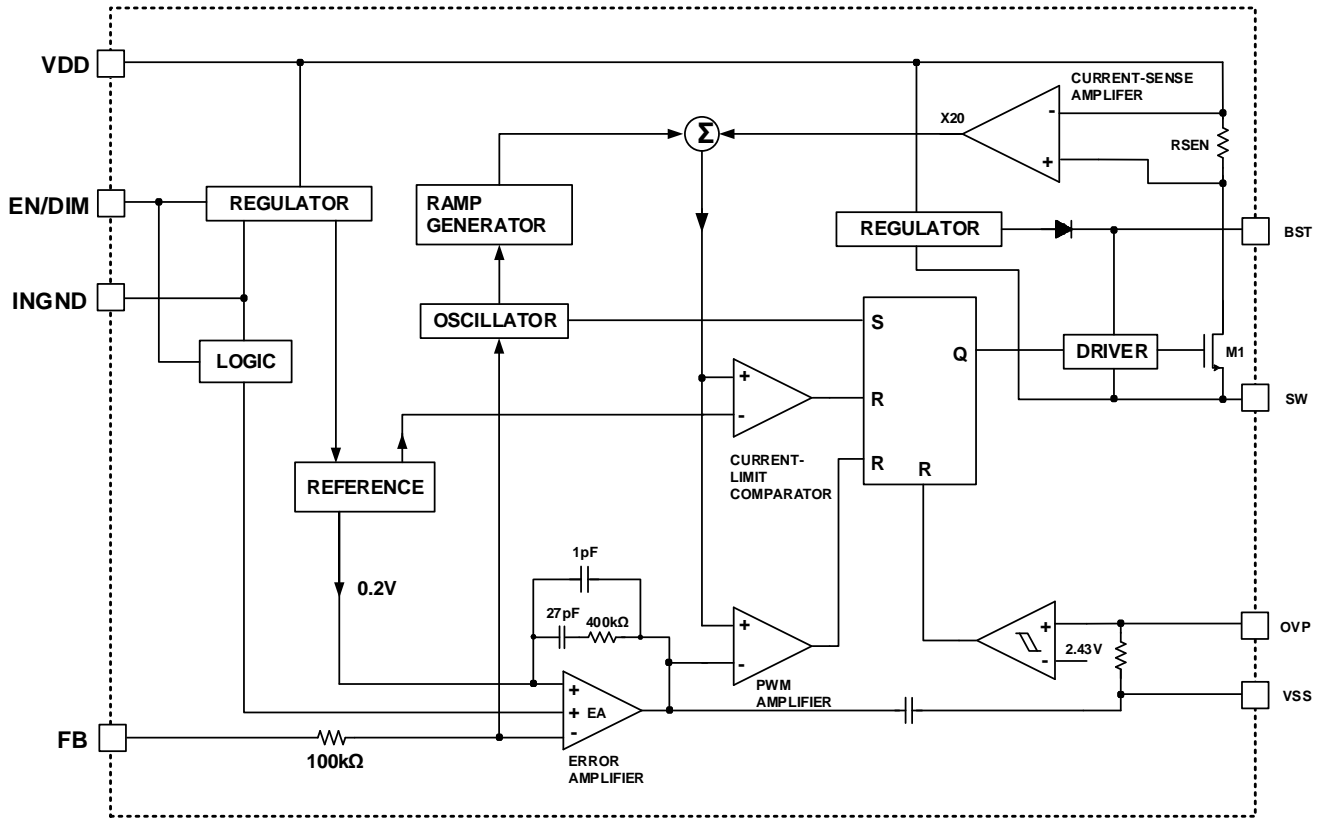 VDD
CURRENT-SENSE
AMPLIFER
X20
-
Σ
RSEN
+
EN/DIM
REGULATOR
RAMP
GENERATOR
REGULATOR
BST
INGND
OSCILLATOR
S
LOGIC
Q
DRIVER
M1
+
R
SW
-
CURRENT-
LIMIT
COMPARATOR
R
R
REFERENCE
1pF
0.2V
27pF
400kΩ
+
+
OVP
2.43V
-
-
PWM
AMPLIFIER
VSS
+
+
EA
-
FB
100kΩ
ERROR
AMPLIFIER